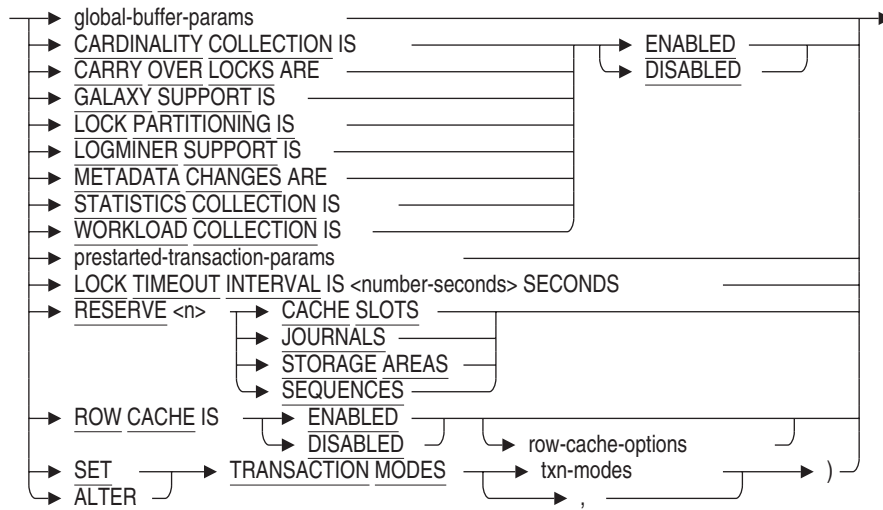 global-buffer-params
CARDINALITY COLLECTION IS ENABLED
CARRY OVER LOCKS ARE DISABLED
GALAXY SUPPORT IS
LOCK PARTITIONING IS
LOGMINER SUPPORT IS
METADATA CHANGES ARE
STATISTICS COLLECTION IS
WORKLOAD COLLECTION IS
prestarted-transaction-params
LOCK TIMEOUT INTERVAL IS <number-seconds> SECONDS
RESERVE <n> CACHE SLOTS
JOURNALS
STORAGE AREAS
SEQUENCES
ROW CACHE IS ENABLED
DISABLED row-cache-options
SET TRANSACTION MODES txn-modes )
ALTER ,